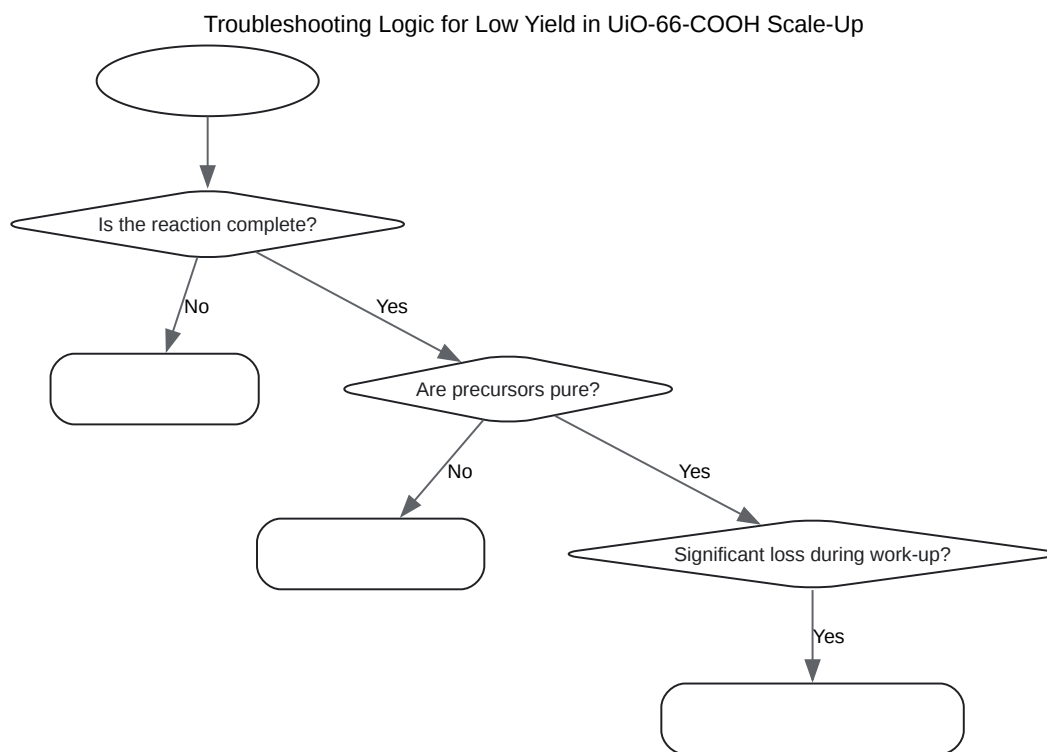 Troubleshooting Logic for Low Yield in UiO-66-COOH Scale-Up
Is the reaction complete?
No
Yes
Are precursors pure?
No
Yes
Significant loss during work-up?
Yes